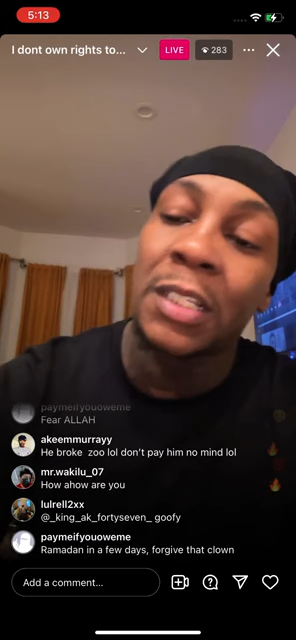 5:13
I dont own rights to...
LIVE
283
paymeifyouoweme
Fear ALLAH
akeemmurrayy
He broke  zoo lol don't pay him no mind lol
mr.wakilu_07
How ahow are you
lulrell2xx
@_king_ak_fortyseven_ goofy
paymeifyouoweme
Ramadan in a few days, forgive that clown
Add a comment...